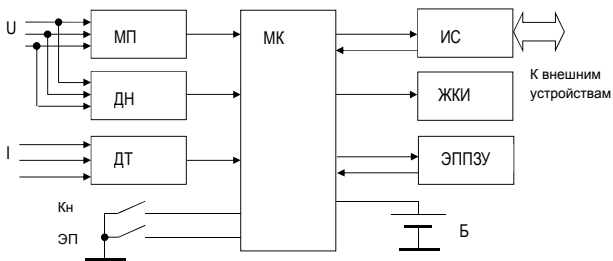 U
МП
МК
ИС
К внешним
устройствам
ДН
ЖКИ
I
ДТ
ЭППЗУ
Кн
ЭП
Б